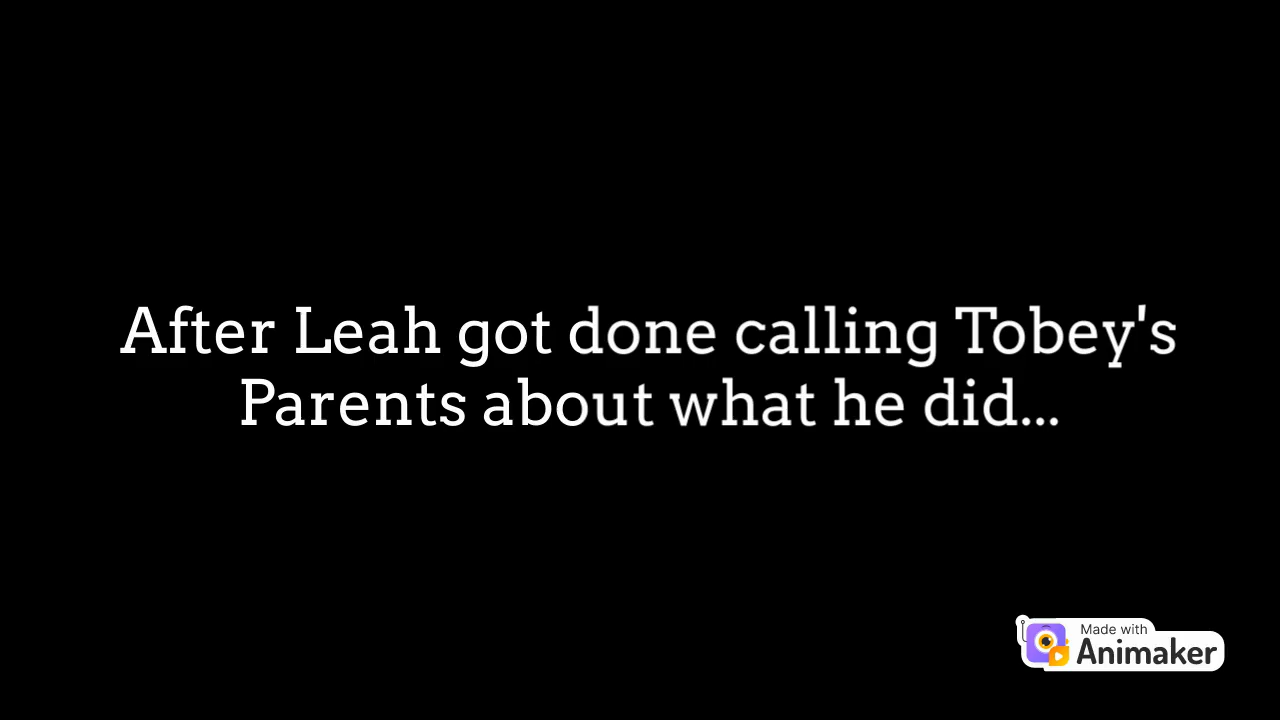 After Leah got done calling Tobey's
Parents about what he did...
Made with
Animaker